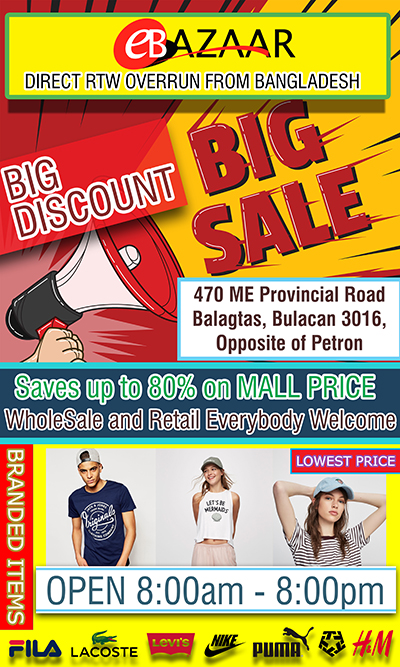 eBAZAAR
DIRECT RTW OVERRUN FROM BANGLADESH
BIG
DISCOUNT
BIG
SALE
470 ME Provincial Road
Balagtas, Bulacan 3016,
Opposite of Petron
Saves up to 80% on MALL PRICE
WholeSale and Retail Everybody Welcome
BRANDED ITEMS
LOWEST PRICE
Originals
LET'S BE
MERMAIDS
OPEN 8:00am - 8:00pm
FILA LACOSTE Levi's NIKE PUMA H&M